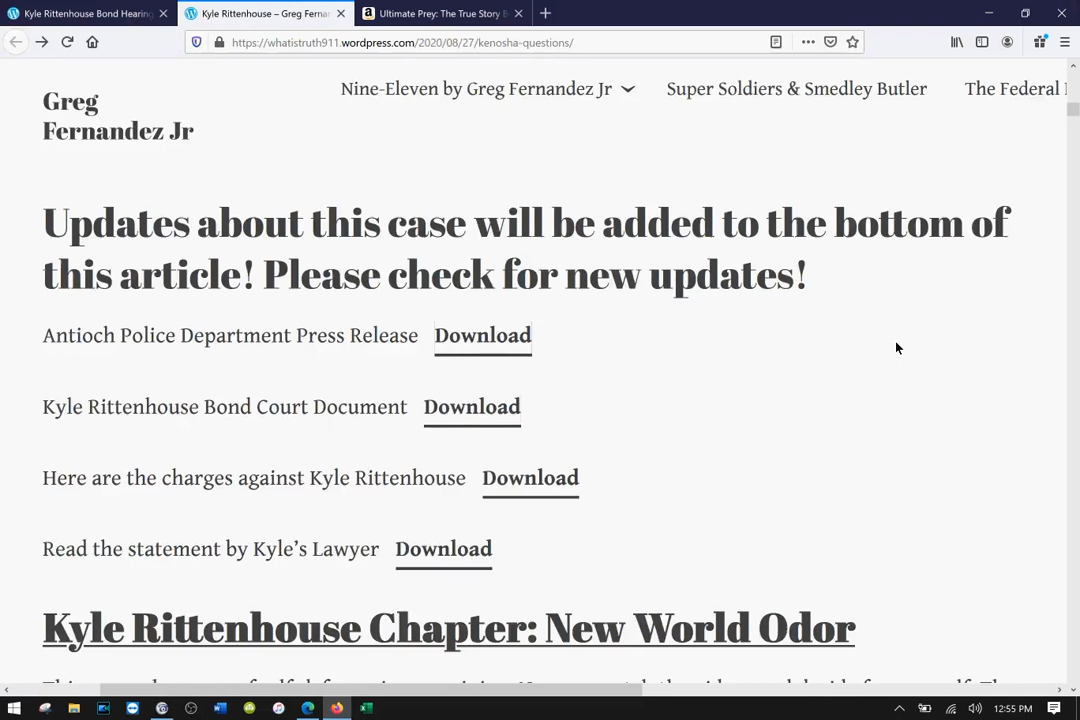 Kyle Rittenhouse Bond Hearing
Kyle Rittenhouse – Greg Fernan
Ultimate Prey: The True Story B
https://whatistruth911.wordpress.com/2020/08/27/kenosha-questions/
Greg
Fernandez Jr
Nine-Eleven by Greg Fernandez Jr
Super Soldiers & Smedley Butler
The Federal
Updates about this case will be added to the bottom of
this article! Please check for new updates!
Antioch Police Department Press Release Download
Kyle Rittenhouse Bond Court Document Download
Here are the charges against Kyle Rittenhouse Download
Read the statement by Kyle’s Lawyer Download
Kyle Rittenhouse Chapter: New World Odor
12:55 PM